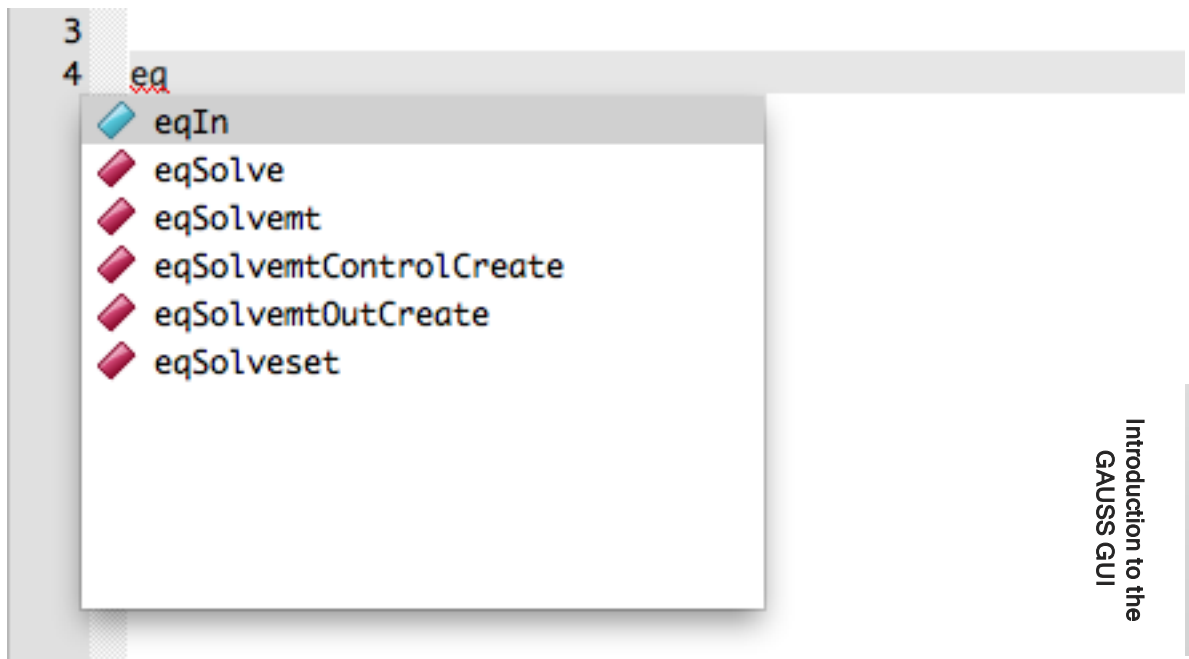 3
4 eq
eqIn
eqSolve
eqSolvemt
eqSolvemtControlCreate
eqSolvemtOutCreate
eqSolveset
Introduction to the
GAUSS GUI